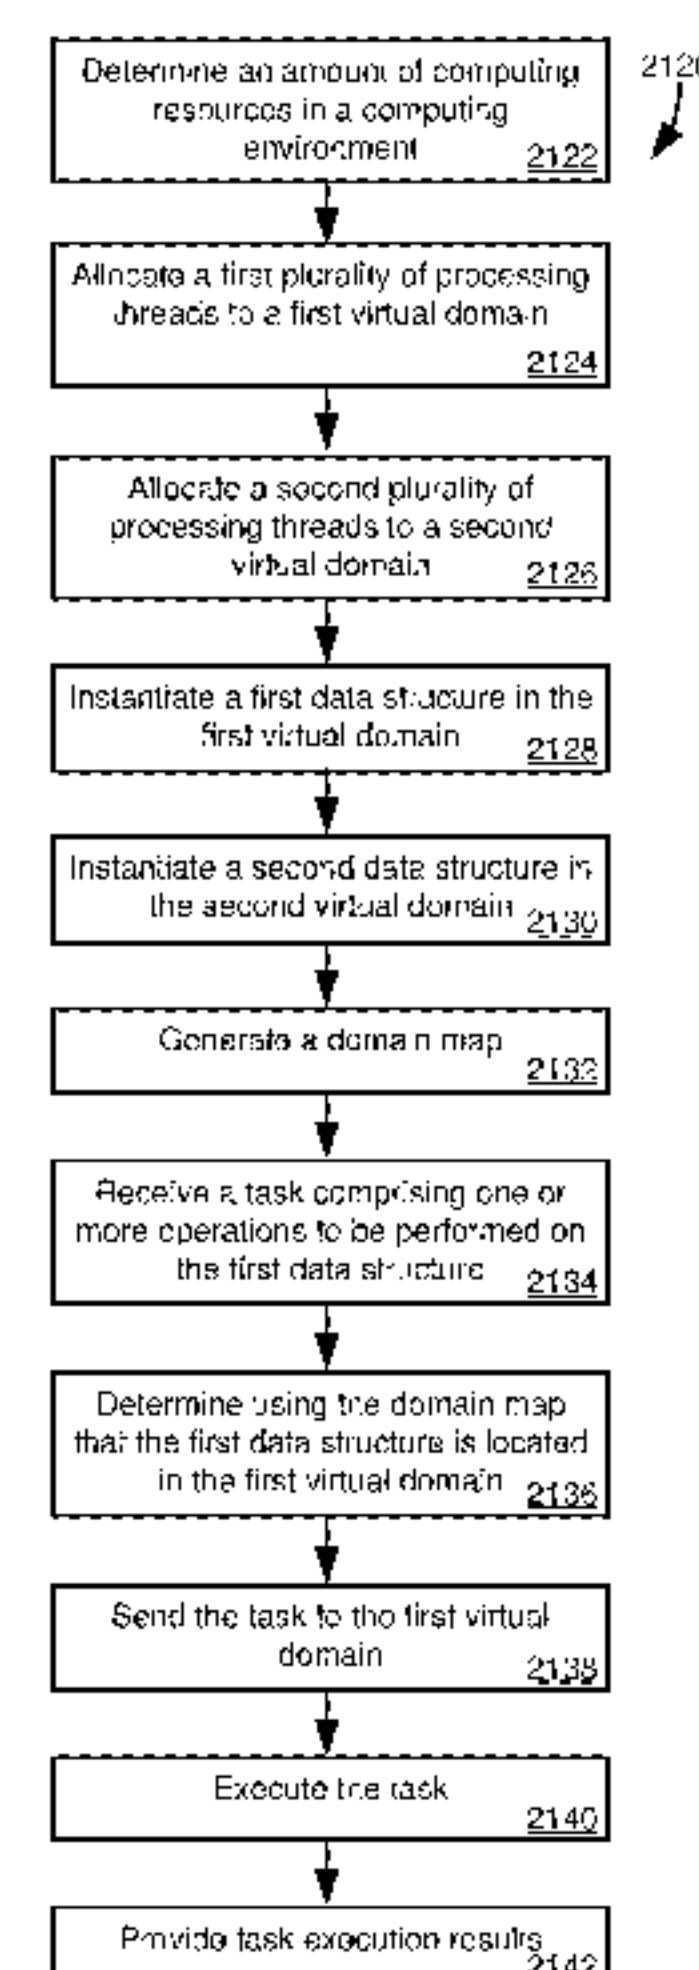 Determine an amount of computing
resources in a computing
environment
2122
2120
Allocate a first plurality of processing
threads to a first virtual domain
2124
Allocate a second plurality of
processing threads to a second
virtual domain
2126
Instantiate a first data structure in the
first virtual domain
2128
Instantiate a second data structure in
the second virtual domain
2130
Generate a domain map
2132
Receive a task comprising one or
more operations to be performed on
the first data structure
2134
Determine using the domain map
that the first data structure is located
in the first virtual domain
2136
Send the task to the first virtual
domain
2138
Execute the task
2140
Provide task execution results
2142